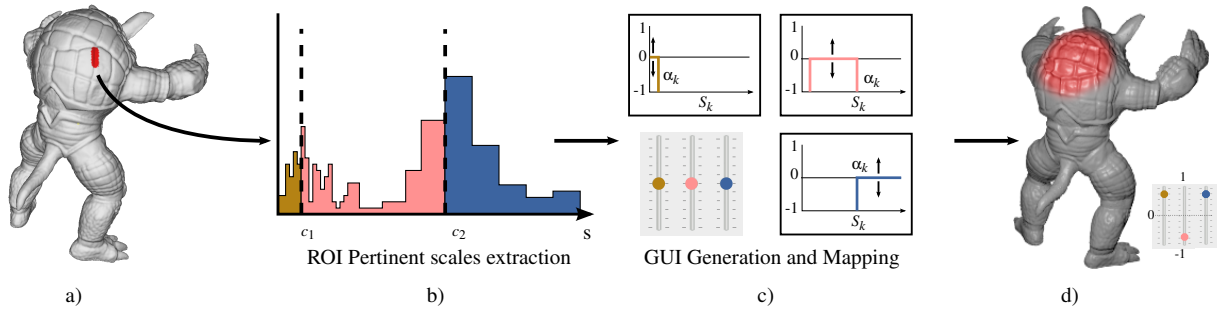 1
0
-1
αk
Sk
1
0
-1
αk
Sk
1
0
-1
αk
Sk
c1
c2
s
1
0
-1
ROI Pertinent scales extraction
GUI Generation and Mapping
a)
b)
c)
d)